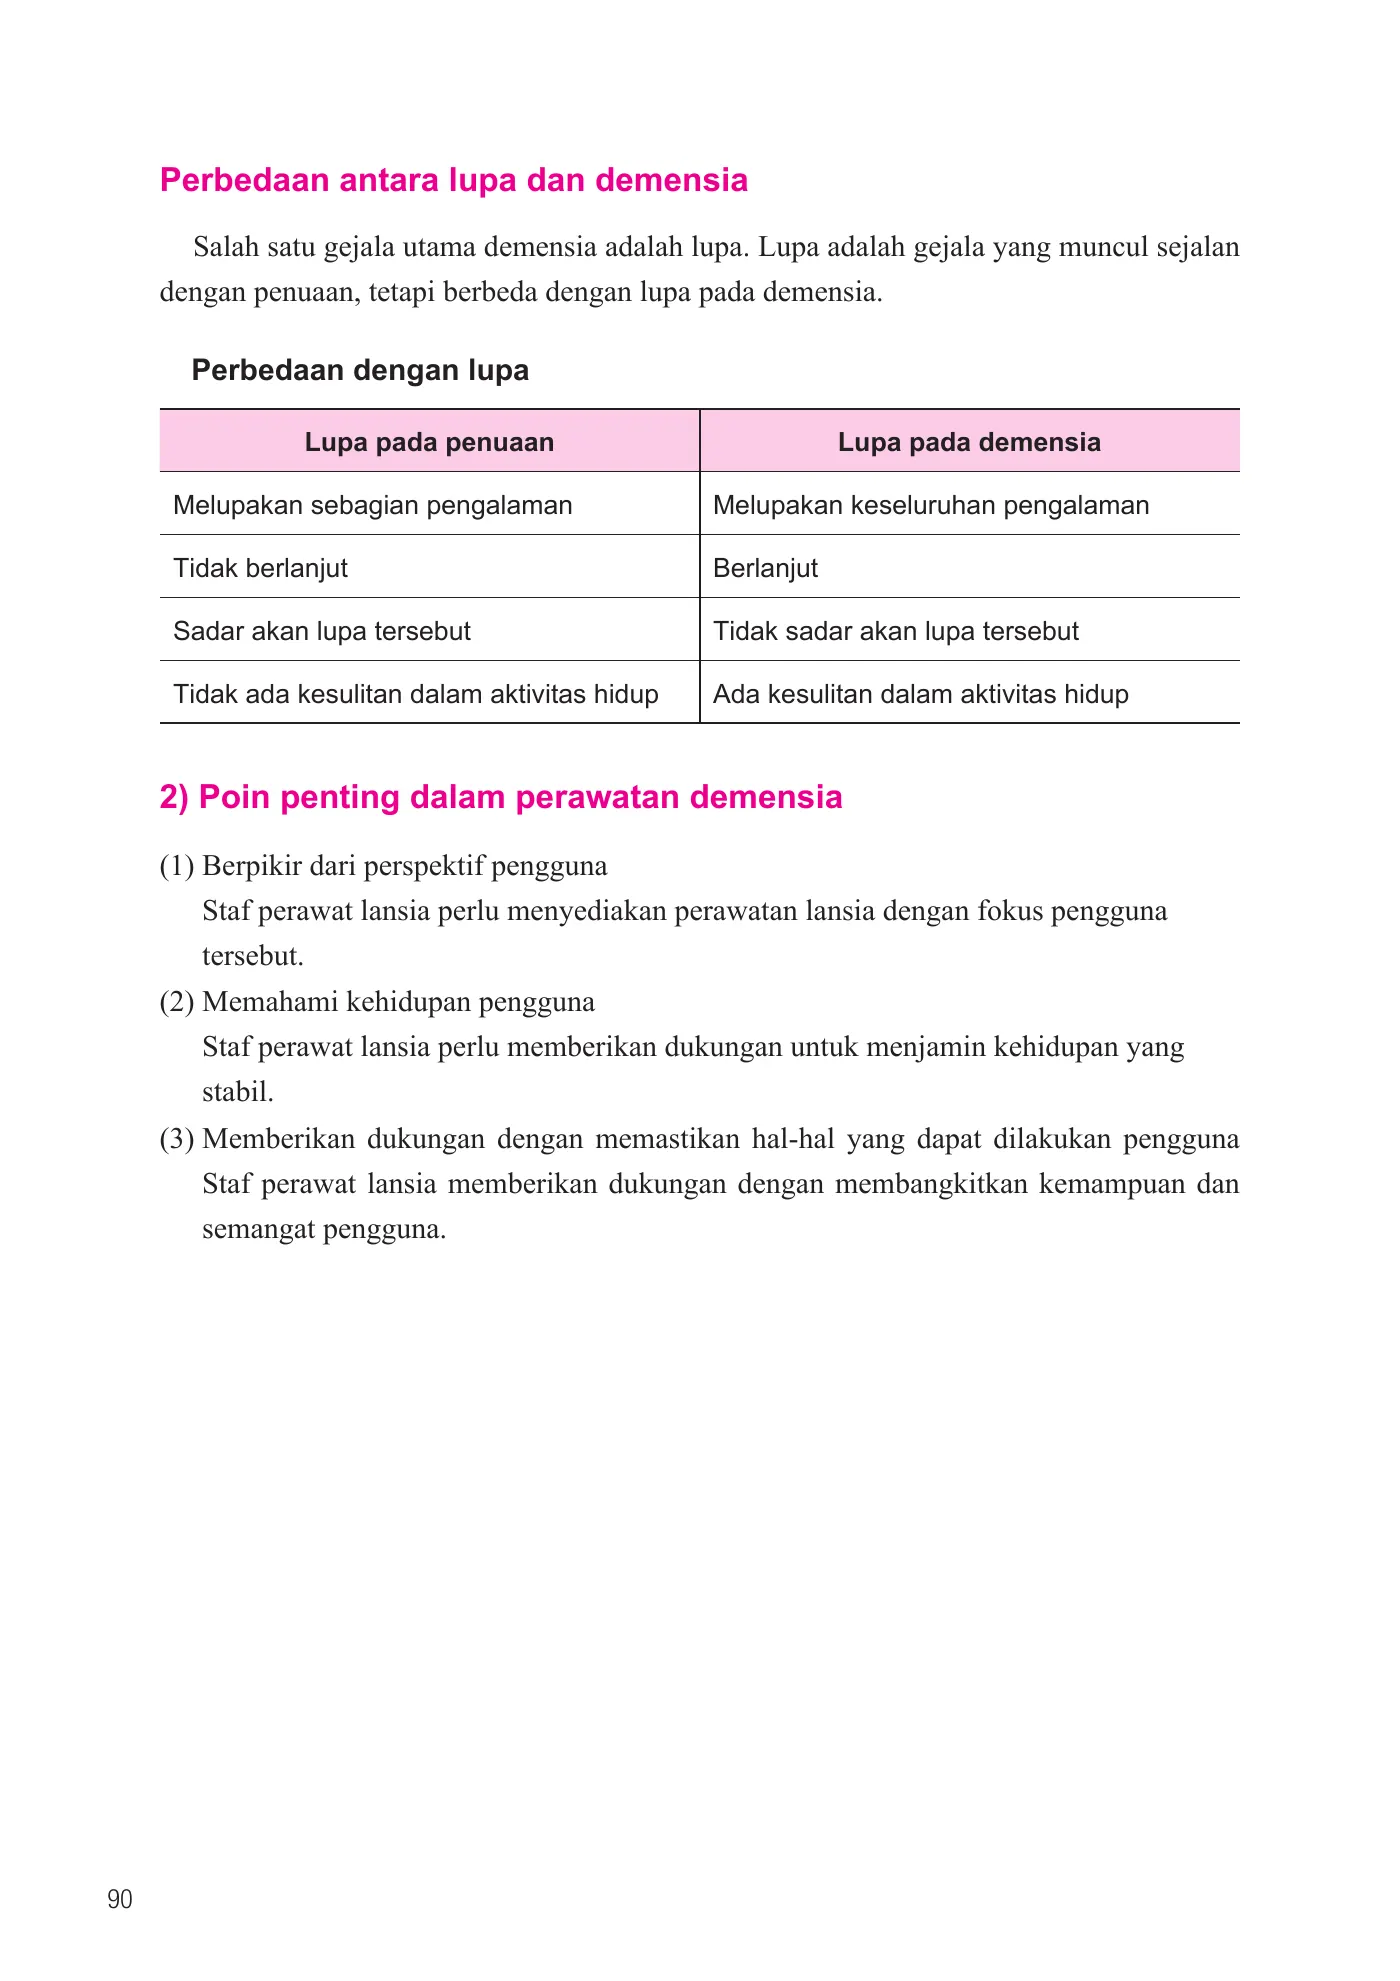 Perbedaan antara lupa dan demensia
Salah satu gejala utama demensia adalah lupa. Lupa adalah gejala yang muncul sejalan
dengan penuaan, tetapi berbeda dengan lupa pada demensia.
Perbedaan dengan lupa
Lupa pada penuaan Lupa pada demensia
Melupakan sebagian pengalaman Melupakan keseluruhan pengalaman
Tidak berlanjut Berlanjut
Sadar akan lupa tersebut Tidak sadar akan lupa tersebut
Tidak ada kesulitan dalam aktivitas hidup Ada kesulitan dalam aktivitas hidup
2) Poin penting dalam perawatan demensia
(1) Berpikir dari perspektif pengguna
Staf perawat lansia perlu menyediakan perawatan lansia dengan fokus pengguna
tersebut.
(2) Memahami kehidupan pengguna
Staf perawat lansia perlu memberikan dukungan untuk menjamin kehidupan yang
stabil.
(3) Memberikan dukungan dengan memastikan hal-hal yang dapat dilakukan pengguna
Staf perawat lansia memberikan dukungan dengan membangkitkan kemampuan dan
semangat pengguna.
90